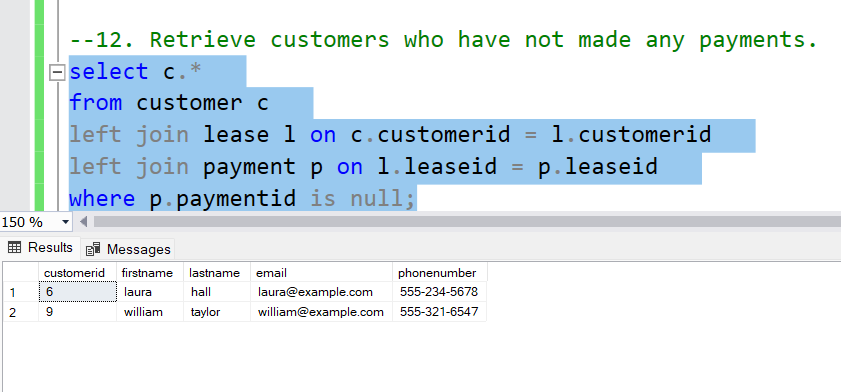 --12. Retrieve customers who have not made any payments.
select c.*
from customer c
left join lease l on c.customerid = l.customerid
left join payment p on l.leaseid = p.leaseid
where p.paymentid is null;
150 %
Results Messages
customerid firstname lastname email phonenumber
1 6 laura hall laura@example.com 555-234-5678
2 9 william taylor william@example.com 555-321-6547